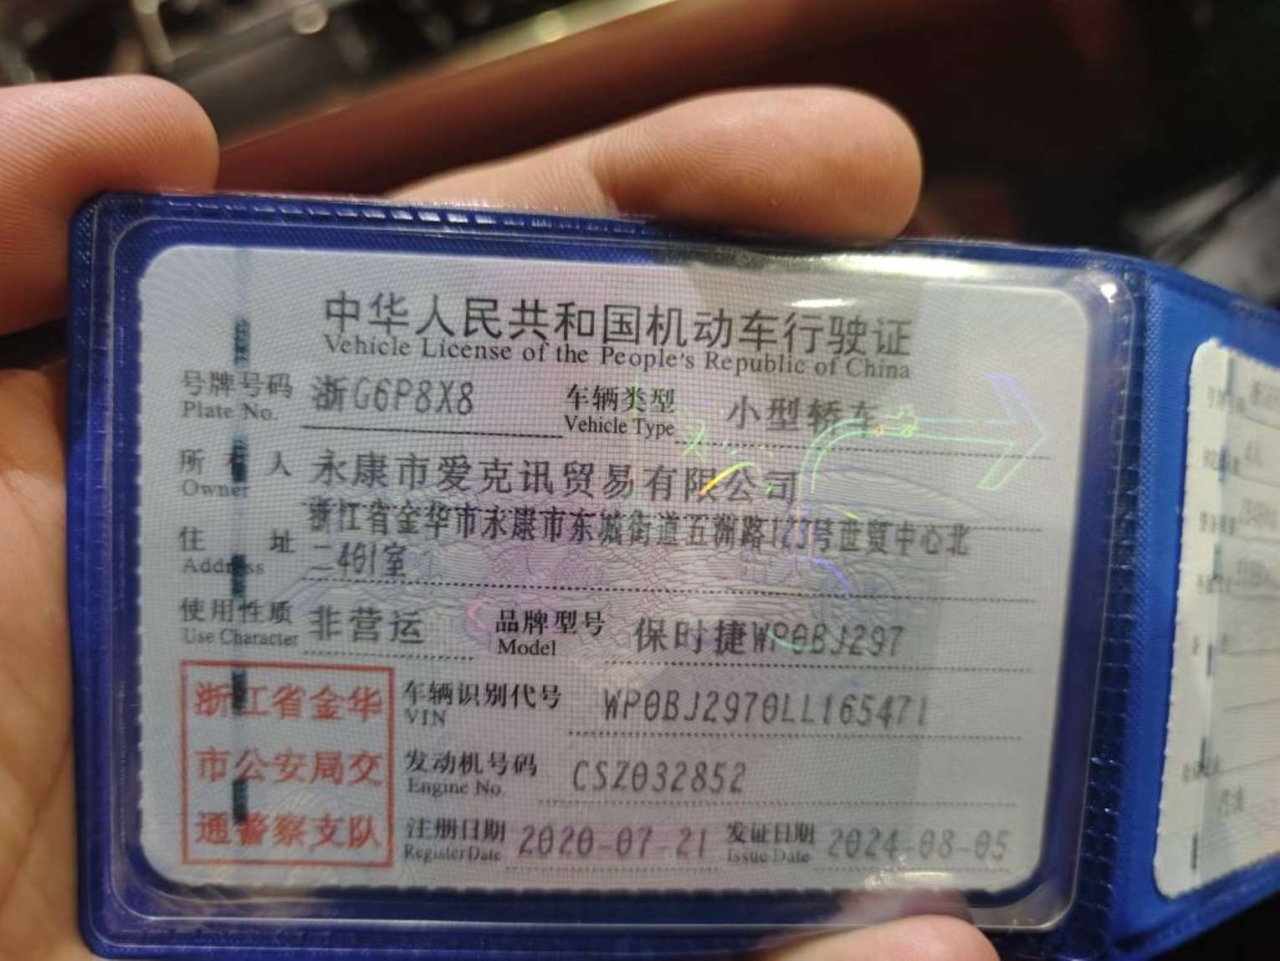 中华人民共和国机动车行驶证
Vehicle License of the People's Republic of China
号牌号码 浙G6P8X8 车辆类型 小型轿车
Plate No. Vehicle Type
所有人 永康市爱克讯贸易有限公司
Owner
浙江省金华市永康市东城街道五湖路123号世贸中心北
住址 二401室
Address
使用性质 非营运 品牌型号 保时捷WP0BJ297
Use Character Model
浙江省金华 车辆识别代号 WP0BJ2970LL165471
VIN
市公安局交 发动机号码 CSZ032852
Engine No.
通警察支队 注册日期 2020-07-21 发证日期 2024-08-05
Register Date Issue Date